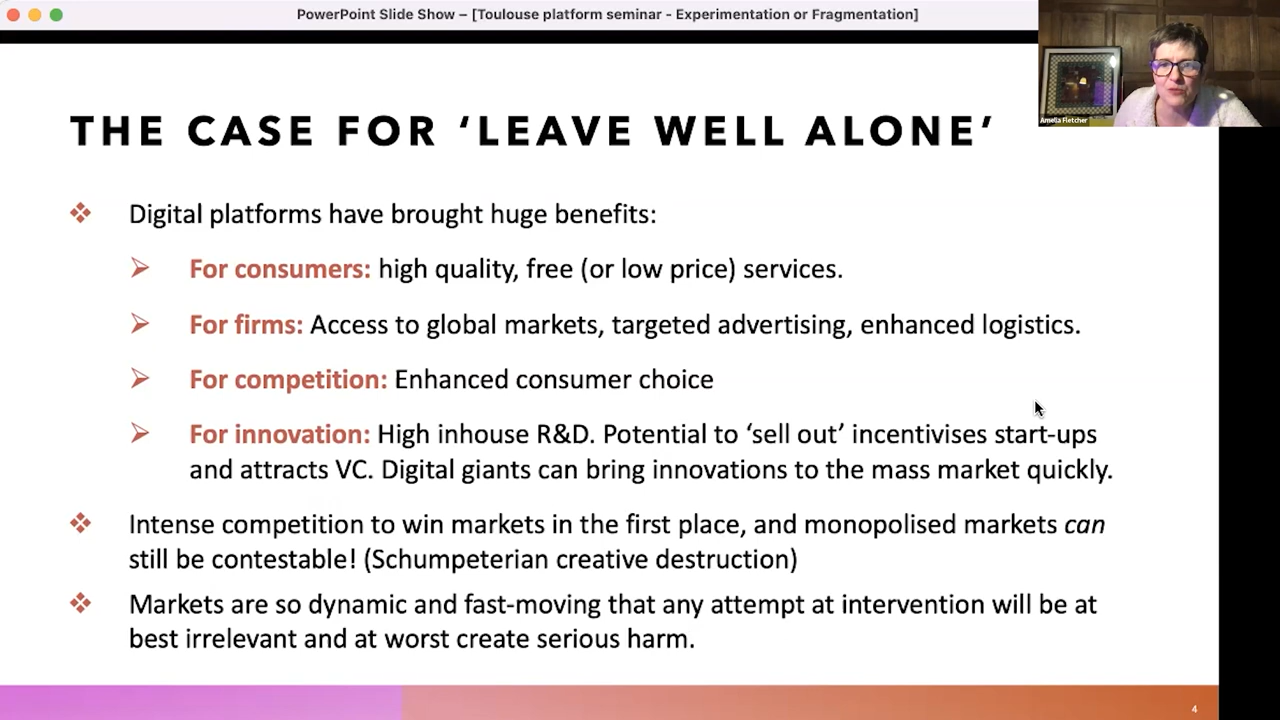 PowerPoint Slide Show – [Toulouse platform seminar - Experimentation or Fragmentation]
Amelia Fletcher
THE CASE FOR ‘LEAVE WELL ALONE’
Digital platforms have brought huge benefits:
For consumers: high quality, free (or low price) services.
For firms: Access to global markets, targeted advertising, enhanced logistics.
For competition: Enhanced consumer choice
For innovation: High inhouse R&D. Potential to ‘sell out’ incentivises start-ups
and attracts VC. Digital giants can bring innovations to the mass market quickly.
Intense competition to win markets in the first place, and monopolised markets can
still be contestable! (Schumpeterian creative destruction)
Markets are so dynamic and fast-moving that any attempt at intervention will be at
best irrelevant and at worst create serious harm.
4